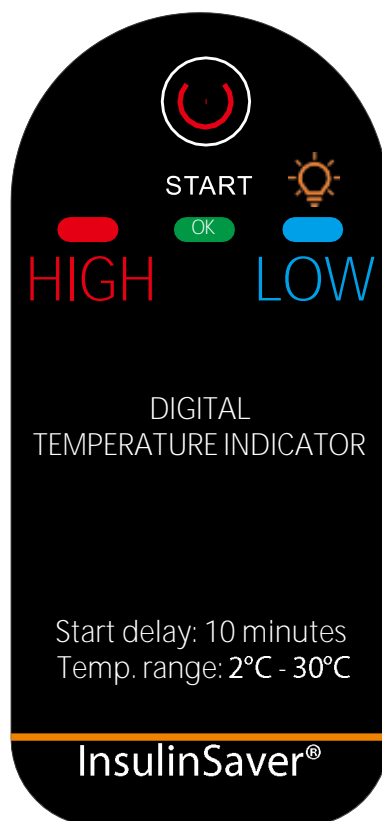 START
OK
HIGH LOW
DIGITAL
TEMPERATURE INDICATOR
Start delay: 10 minutes
Temp. range: 2°C - 30°C
InsulinSaver®